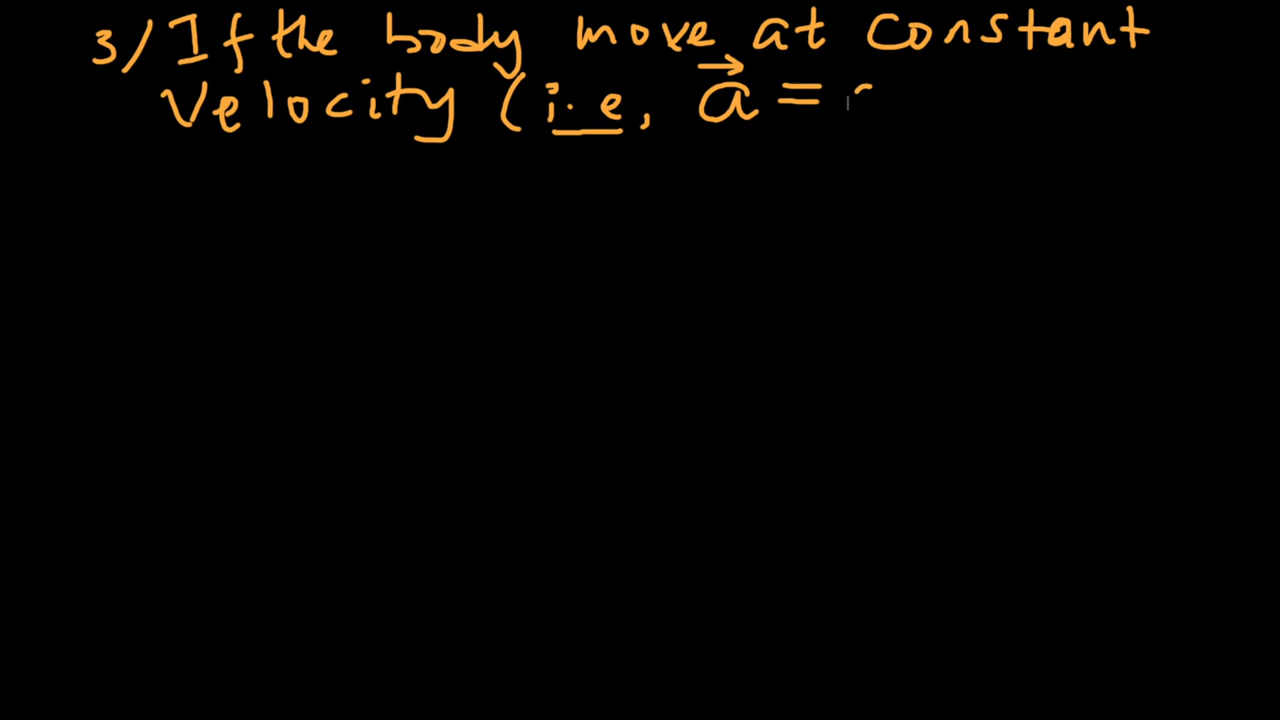 3/ If the body move at constant
velocity (i.e, a⃗ =